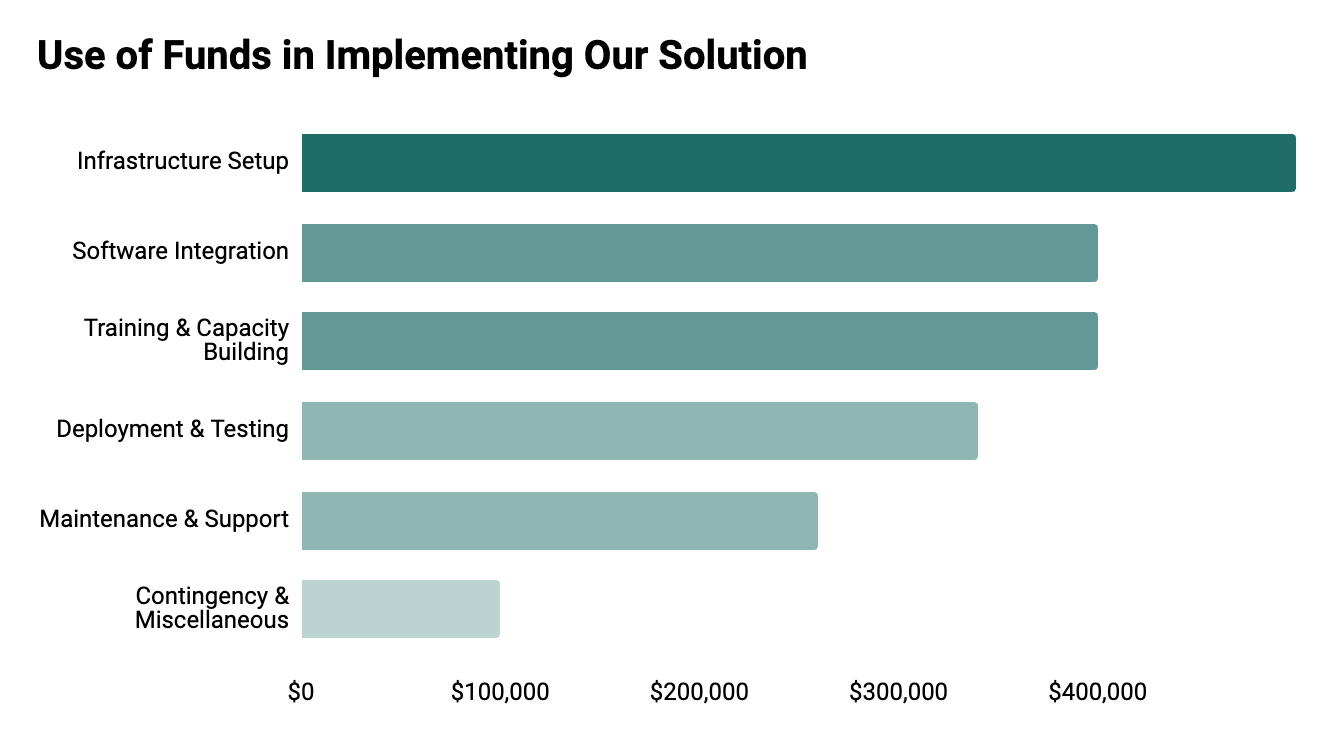 Use of Funds in Implementing Our Solution
Infrastructure Setup
Software Integration
Training & Capacity
Building
Deployment & Testing
Maintenance & Support
Contingency &
Miscellaneous
$0 $100,000 $200,000 $300,000 $400,000